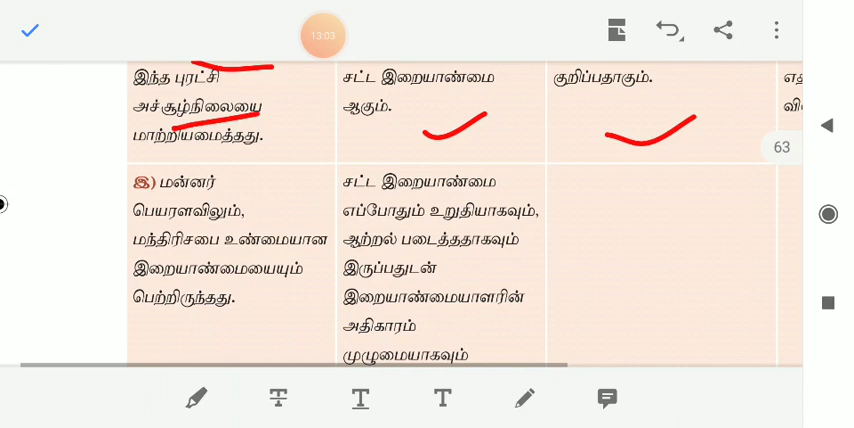 13:03
இந்த புரட்சி
அச்சூழ்நிலையை
மாற்றியமைத்தது.
சட்ட இறையாண்மை
ஆகும்.
குறிப்பதாகும்.
63
இ) மன்னர்
பெயரளவிலும்,
மந்திரிசபை உண்மையான
இறையாண்மையையும்
பெற்றிருந்தது.
சட்ட இறையாண்மை
எப்போதும் உறுதியாகவும்,
ஆற்றல் படைத்ததாகவும்
இருப்பதுடன்
இறையாண்மையாளரின்
அதிகாரம்
முழுமையாகவும்